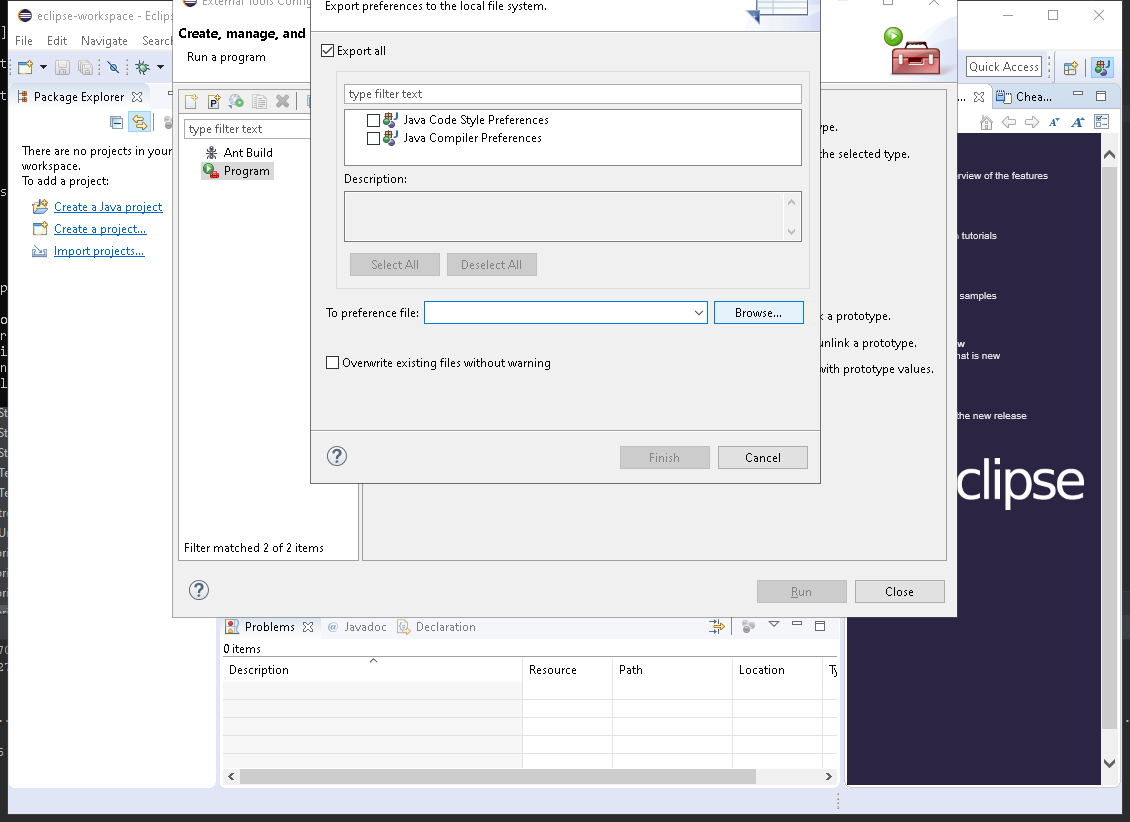 eclipse-workspace - Eclips
External Tools Config
Export preferences to the local file system.
File Edit Navigate Search
Create, manage, and
Run a program
Export all
Quick Access
Package Explorer
Chea...
type filter text
type filter text
Java Code Style Preferences
Java Compiler Preferences
There are no projects in your
workspace.
To add a project:
Create a Java project
Create a project...
Import projects...
Ant Build
Program
Description:
Select All Deselect All
To preference file: Browse...
Overwrite existing files without warning
Finish Cancel
ype.
the selected type.
k a prototype.
unlink a prototype.
with prototype values.
rview of the features
tutorials
samples
w
hat is new
the new release
clipse
Filter matched 2 of 2 items
Run Close
Problems @ Javadoc Declaration
0 items
Description Resource Path Location Ty